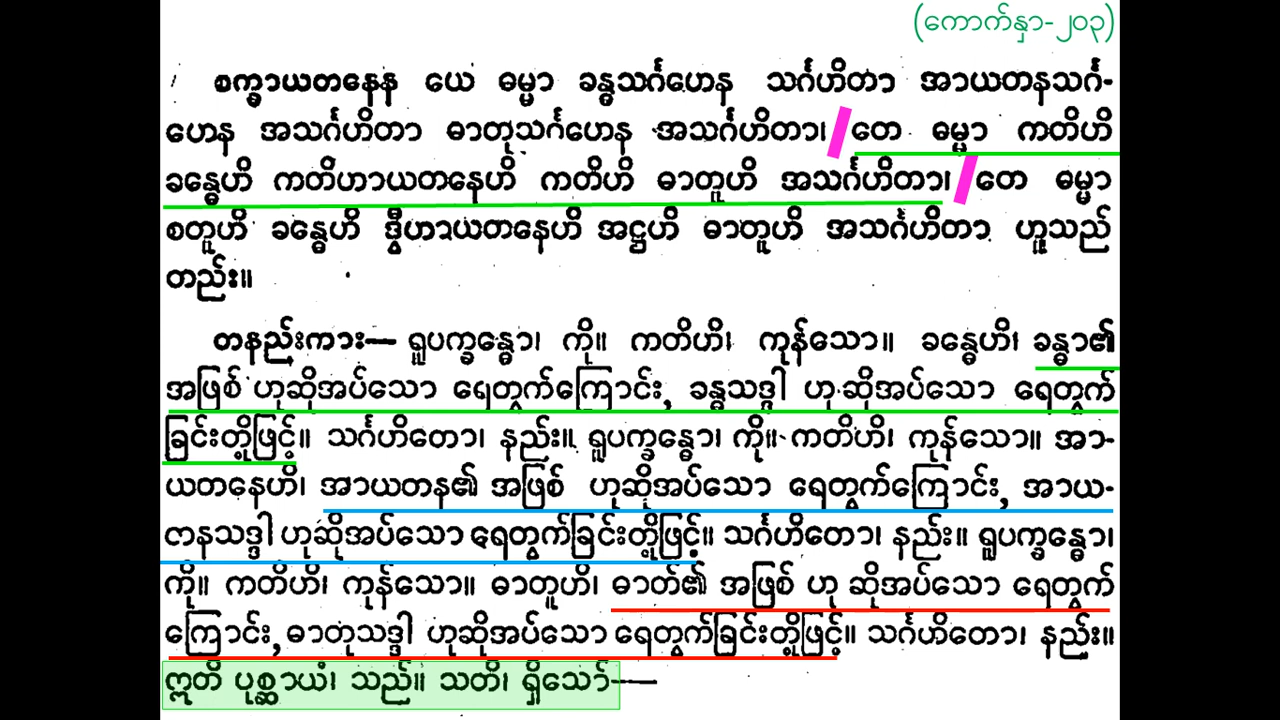 (ကောက်နှာ-၂၀၃)
စက္ခာယတနေန ယေ ဓမ္မာ ခန္ဓသင်္ဂဟေန သင်္ဂဟိတာ အာယတနသင်္ဂ-
ဟေန အသင်္ဂဟိတာ ဓာတုသင်္ဂဟေန အသင်္ဂဟိတာ၊ တေ ဓမ္မာ ကတိဟိ
ခန္ဓေဟိ ကတိဟာယတနေဟိ ကတိဟိ ဓာတူဟိ အသင်္ဂဟိတာ၊ တေ ဓမ္မာ
စတူဟိ ခန္ဓေဟိ ဒွီဟာယတနေဟိ အဋ္ဌဟိ ဓာတူဟိ အသင်္ဂဟိတာ ဟူသည်
တည်း။
တနည်းကား— ရူပက္ခန္ဓော၊ ကို။ ကတိဟိ၊ ကုန်သော။ ခန္ဓေဟိ၊ ခန္ဓာ၏
အဖြစ် ဟုဆိုအပ်သော ရေတွက်ကြောင်း, ခန္ဓသဒ္ဒါ ဟု ဆိုအပ်သော ရေတွက်
ခြင်းတို့ဖြင့်။ သင်္ဂဟိတော၊ နည်း။ ရူပက္ခန္ဓော၊ ကို။ ကတိဟိ၊ ကုန်သော။ အာ-
ယတနေဟိ၊ အာယတန၏ အဖြစ် ဟုဆိုအပ်သော ရေတွက်ကြောင်း, အာယ-
တနသဒ္ဒါ ဟုဆိုအပ်သော ရေတွက်ခြင်းတို့ဖြင့်။ သင်္ဂဟိတော၊ နည်း။ ရူပက္ခန္ဓော၊
ကို။ ကတိဟိ၊ ကုန်သော။ ဓာတူဟိ၊ ဓာတ်၏ အဖြစ် ဟု ဆိုအပ်သော ရေတွက်
ကြောင်း, ဓာတုသဒ္ဒါ ဟုဆိုအပ်သော ရေတွက်ခြင်းတို့ဖြင့်။ သင်္ဂဟိတော၊ နည်း။
ဣတိ ပုစ္ဆာယံ၊ သည်။ သတိ၊ ရှိသော်—